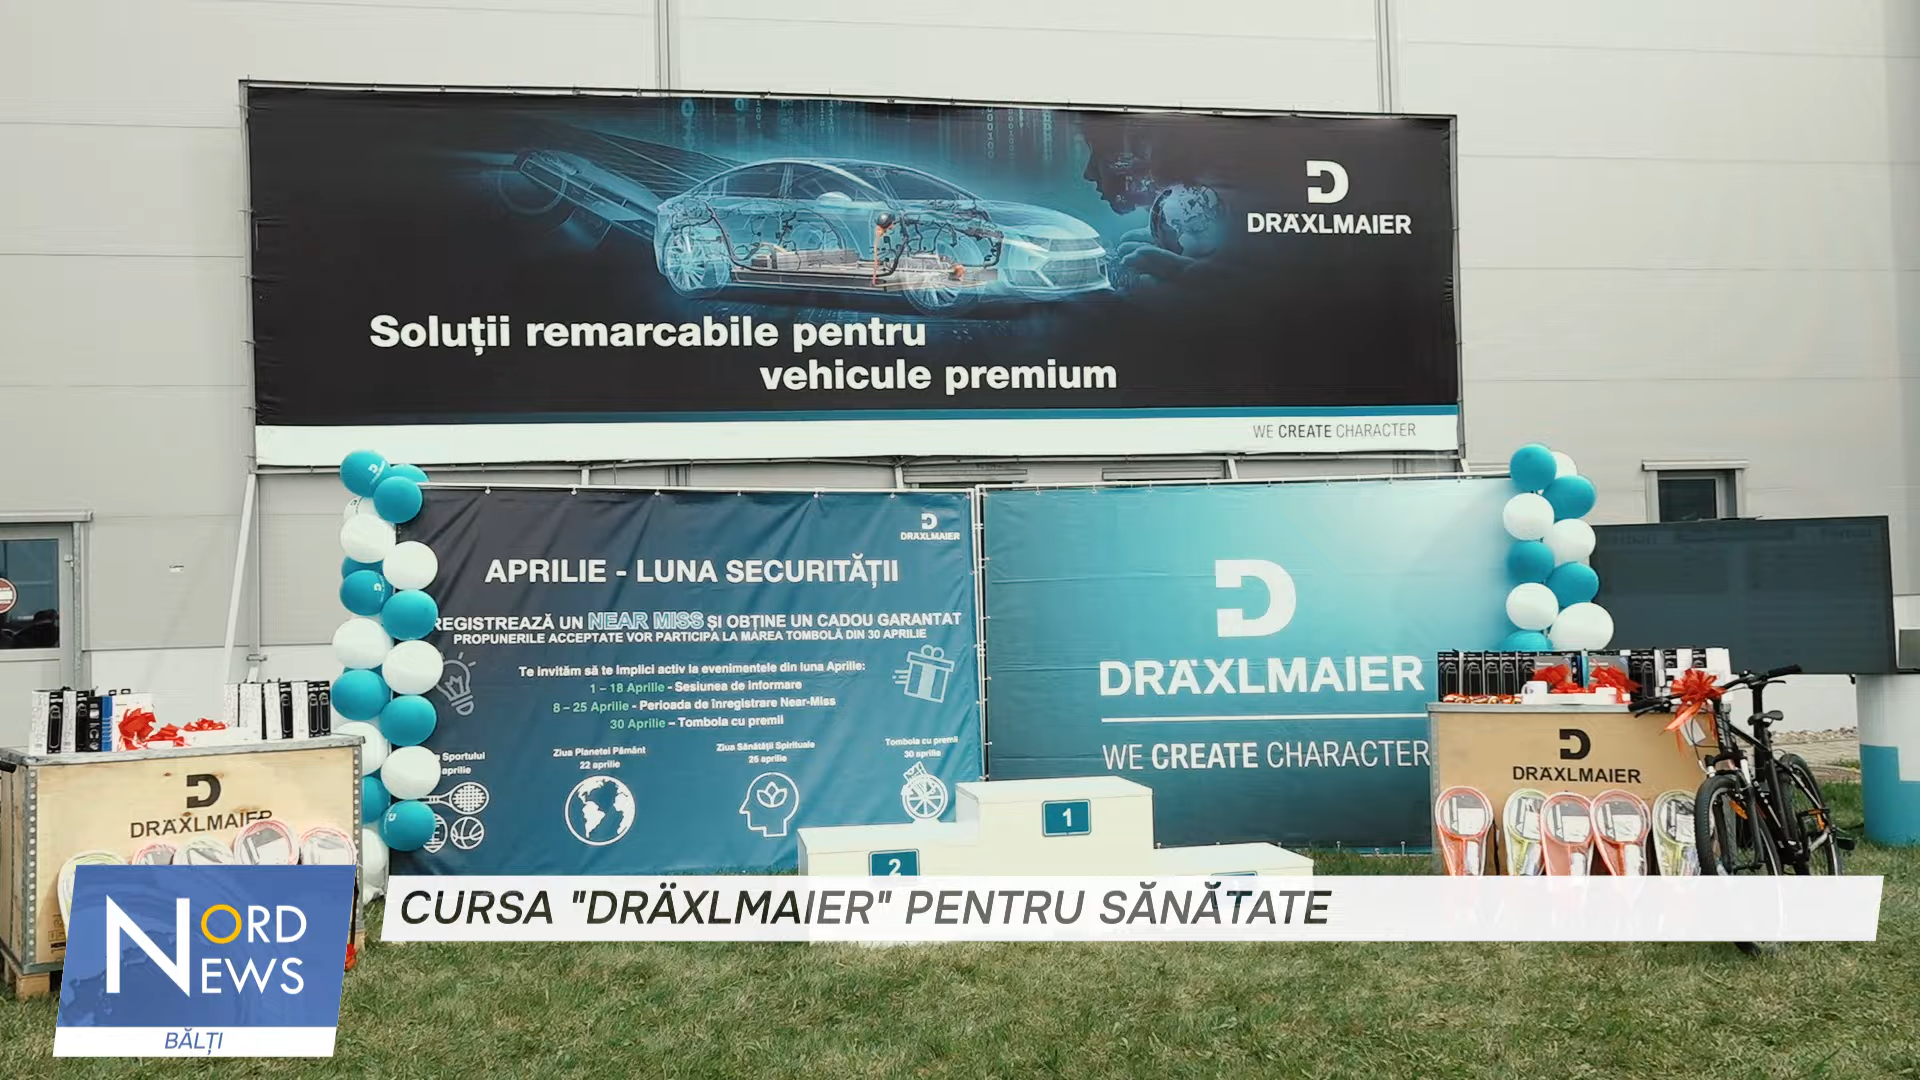 DRÄXLMAIER
Soluții remarcabile pentru
vehicule premium
WE CREATE CHARACTER
DRÄXLMAIER
APRILIE - LUNA SECURITĂȚII
REGISTREAZĂ UN NEAR MISS ȘI OBȚINE UN CADOU GARANTAT
PROPUNERILE ACCEPTATE VOR PARTICIPA LA MAREA TOMBOLĂ DIN 30 APRILIE
Te invităm să te implici activ la evenimentele din luna Aprilie:
1 – 18 Aprilie - Sesiunea de informare
8 – 25 Aprilie - Perioada de înregistrare Near-Miss
30 Aprilie – Tombola cu premii
Sportului
aprilie
Ziua Planetei Pământ
22 aprilie
Ziua Sănătății Spirituale
26 aprilie
Tombola cu premii
30 aprilie
DRÄXLMAIER
WE CREATE CHARACTER
DRÄXLMAIER
DRÄXLMAIER
1
2
CURSA "DRÄXLMAIER" PENTRU SĂNĂTATE
NORD
NEWS
BĂLȚI